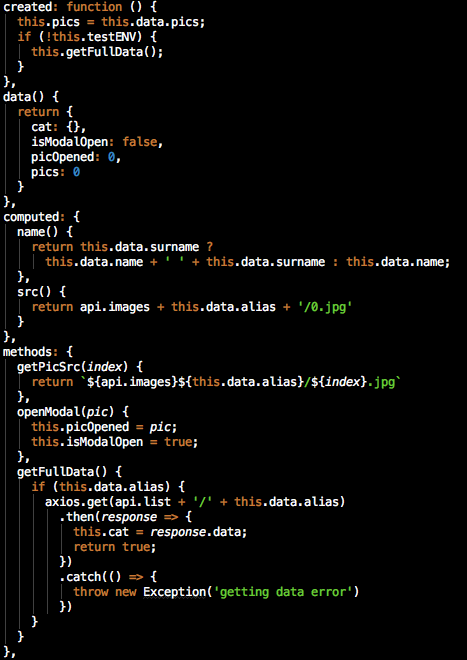 created: function () {
this.pics = this.data.pics;
if (!this.testENV) {
this.getFullData();
}
},
data() {
return {
cat: {},
isModalOpen: false,
picOpened: 0,
pics: 0
}
},
computed: {
name() {
return this.data.surname ?
this.data.name + ' ' + this.data.surname : this.data.name;
},
src() {
return api.images + this.data.alias + '/0.jpg'
}
},
methods: {
getPicSrc(index) {
return `${api.images}${this.data.alias}/${index}.jpg`
},
openModal(pic) {
this.picOpened = pic;
this.isModalOpen = true;
},
getFullData() {
if (this.data.alias) {
axios.get(api.list + '/' + this.data.alias)
.then(response => {
this.cat = response.data;
return true;
})
.catch(() => {
throw new Exception('getting data error')
})
}
}
},